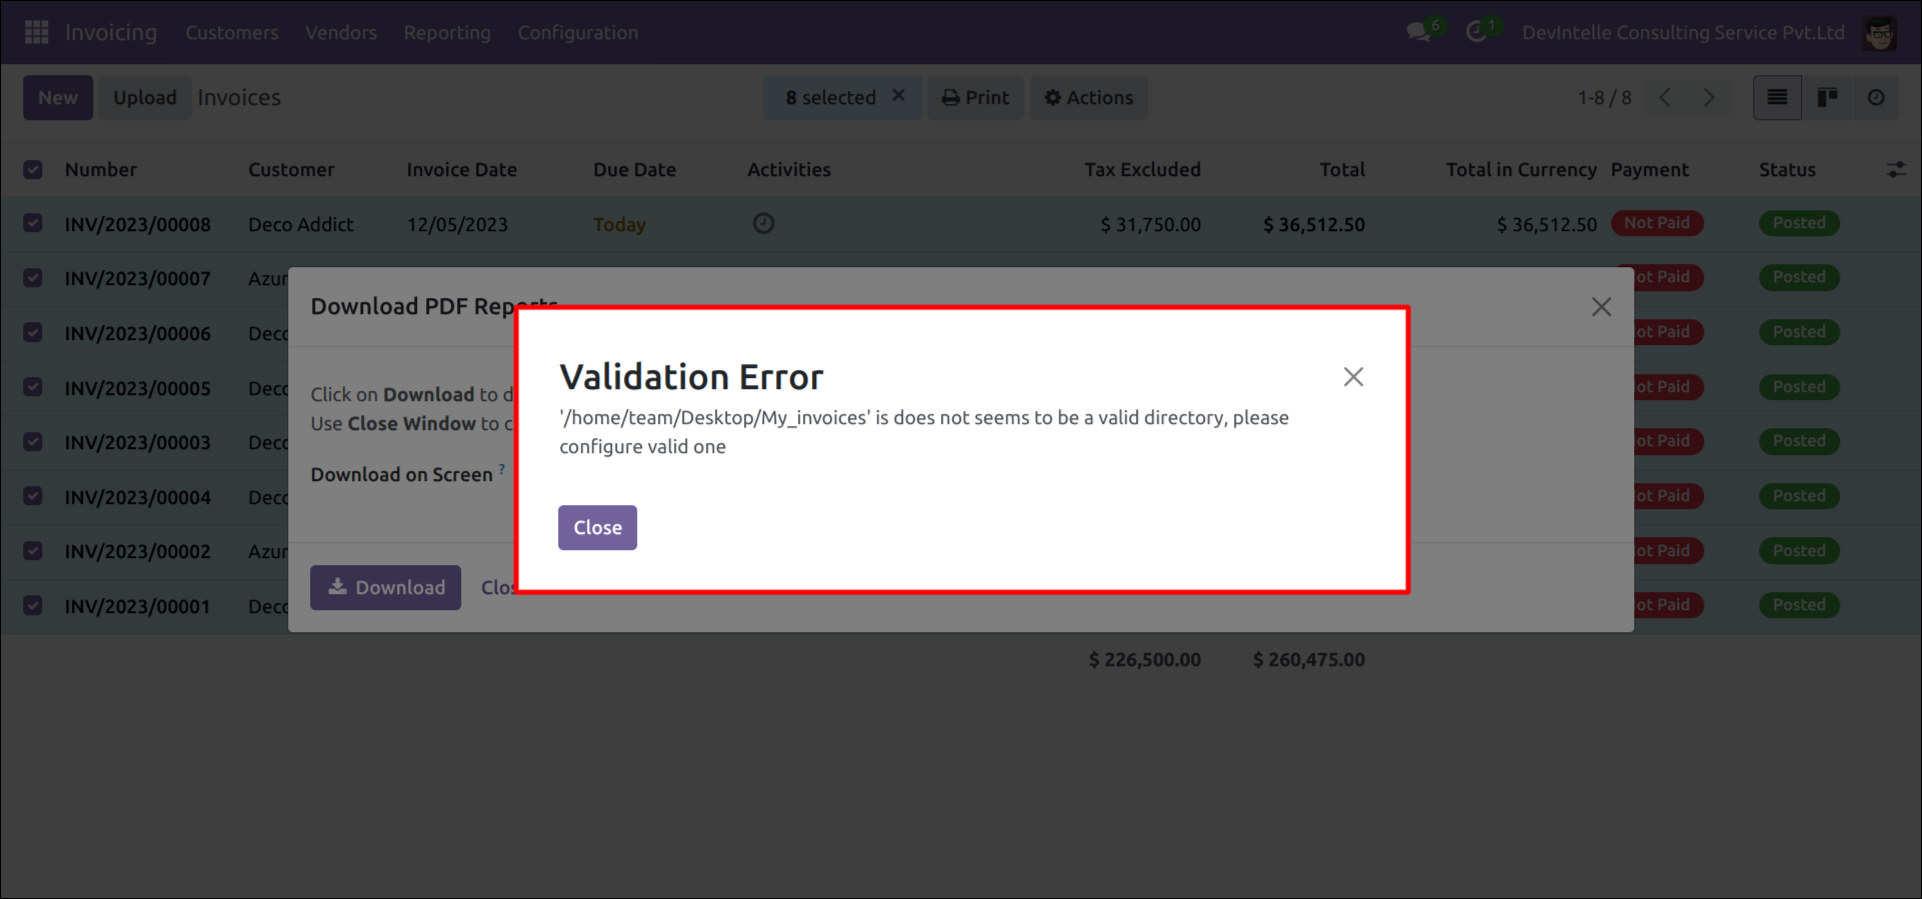 Invoicing Customers Vendors Reporting Configuration 6 1 DevIntelle Consulting Service Pvt.Ltd
New Upload Invoices 8 selected Print Actions 1-8 / 8
Number Customer Invoice Date Due Date Activities Tax Excluded Total Total in Currency Payment Status
INV/2023/00008 Deco Addict 12/05/2023 Today $ 31,750.00 $ 36,512.50 $ 36,512.50 Not Paid Posted
INV/2023/00007 Azur ot Paid Posted
Download PDF Reports
INV/2023/00006 Deco ot Paid Posted
Validation Error
INV/2023/00005 Deco ot Paid Posted
Click on Download to d
'/home/team/Desktop/My_invoices' is does not seems to be a valid directory, please
Use Close Window to c
configure valid one
INV/2023/00003 Deco ot Paid Posted
Download on Screen ?
INV/2023/00004 Deco ot Paid Posted
Close
INV/2023/00002 Azur ot Paid Posted
Download Clos
INV/2023/00001 Deco ot Paid Posted
$ 226,500.00 $ 260,475.00